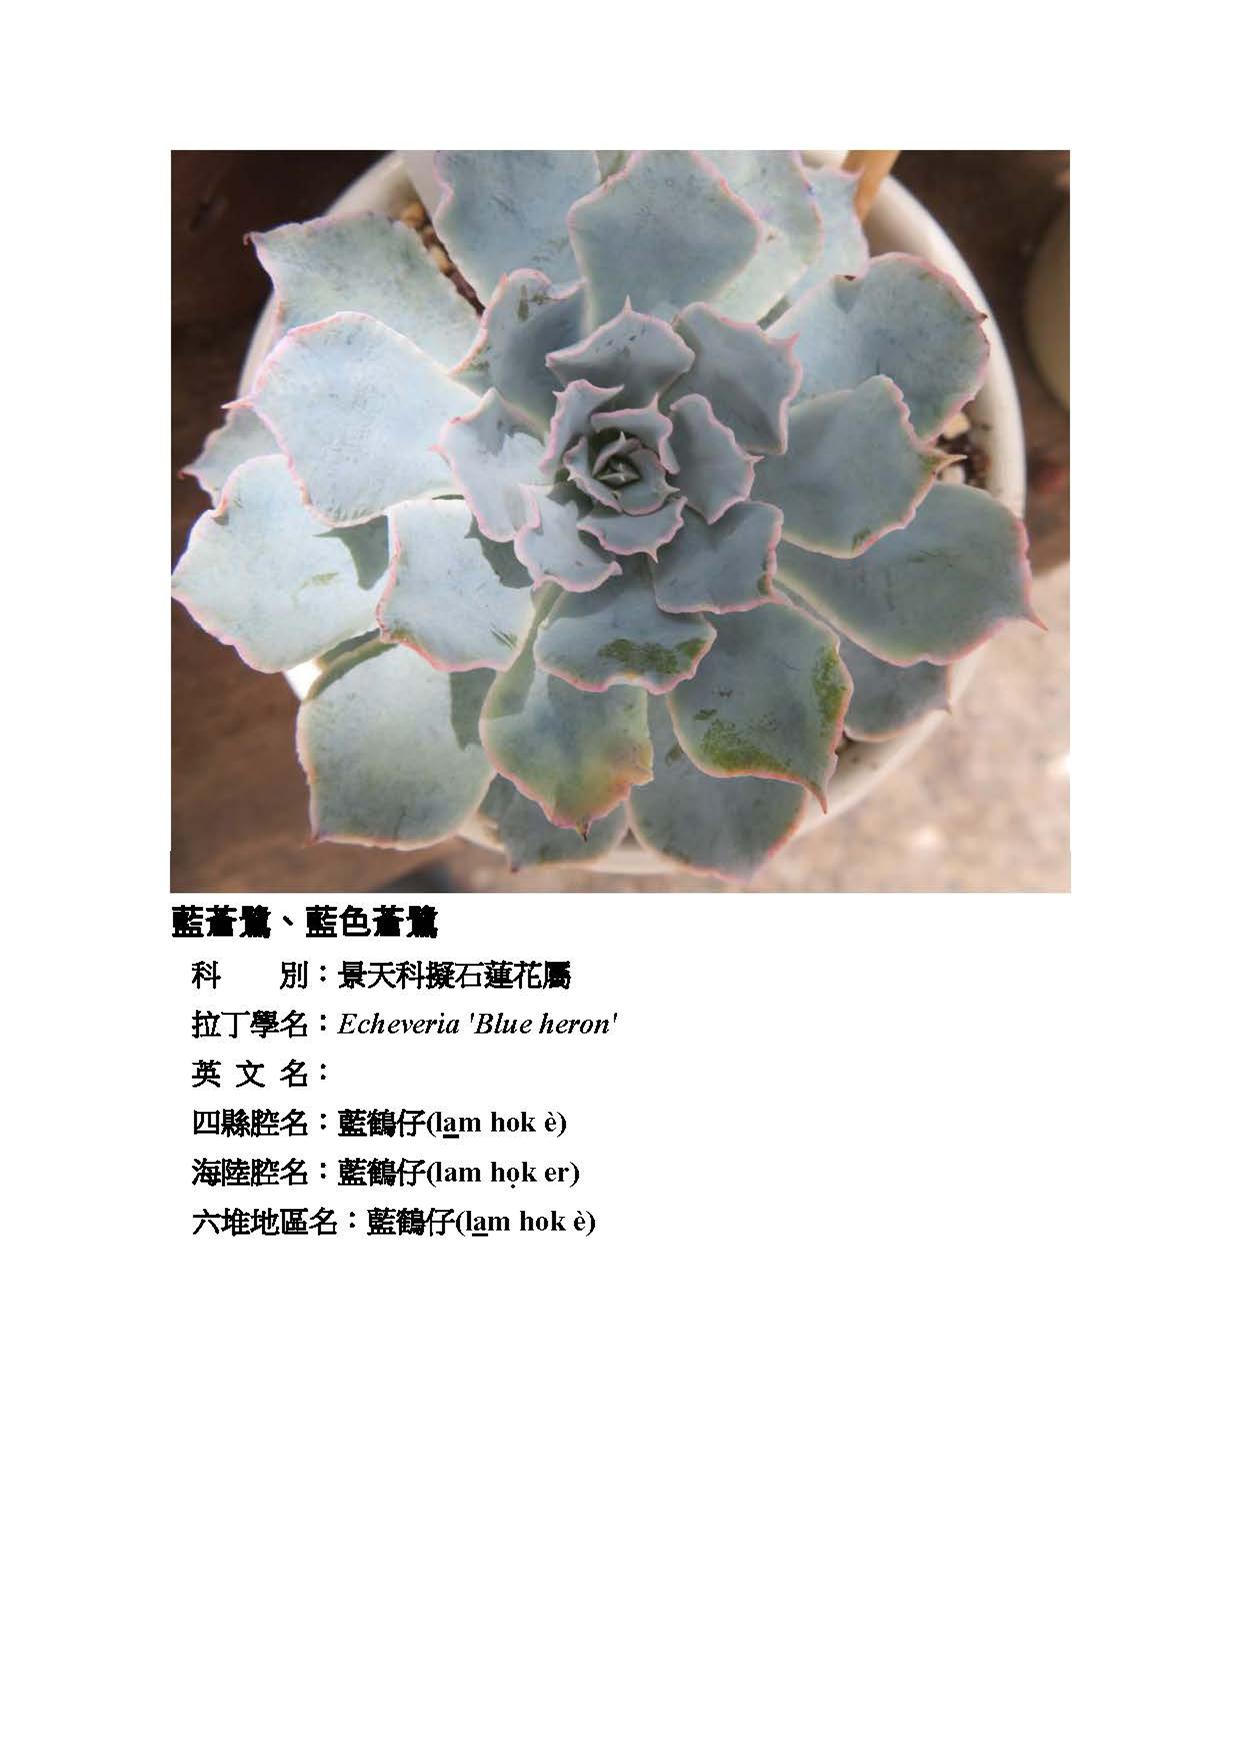 藍蒼鷺、藍色蒼鷺
科　　別：景天科擬石蓮花屬
拉丁學名：Echeveria 'Blue heron'
英 文 名：
四縣腔名：藍鶴仔(la̲m hok è)
海陸腔名：藍鶴仔(lam họk er)
六堆地區名：藍鶴仔(la̲m hok è)